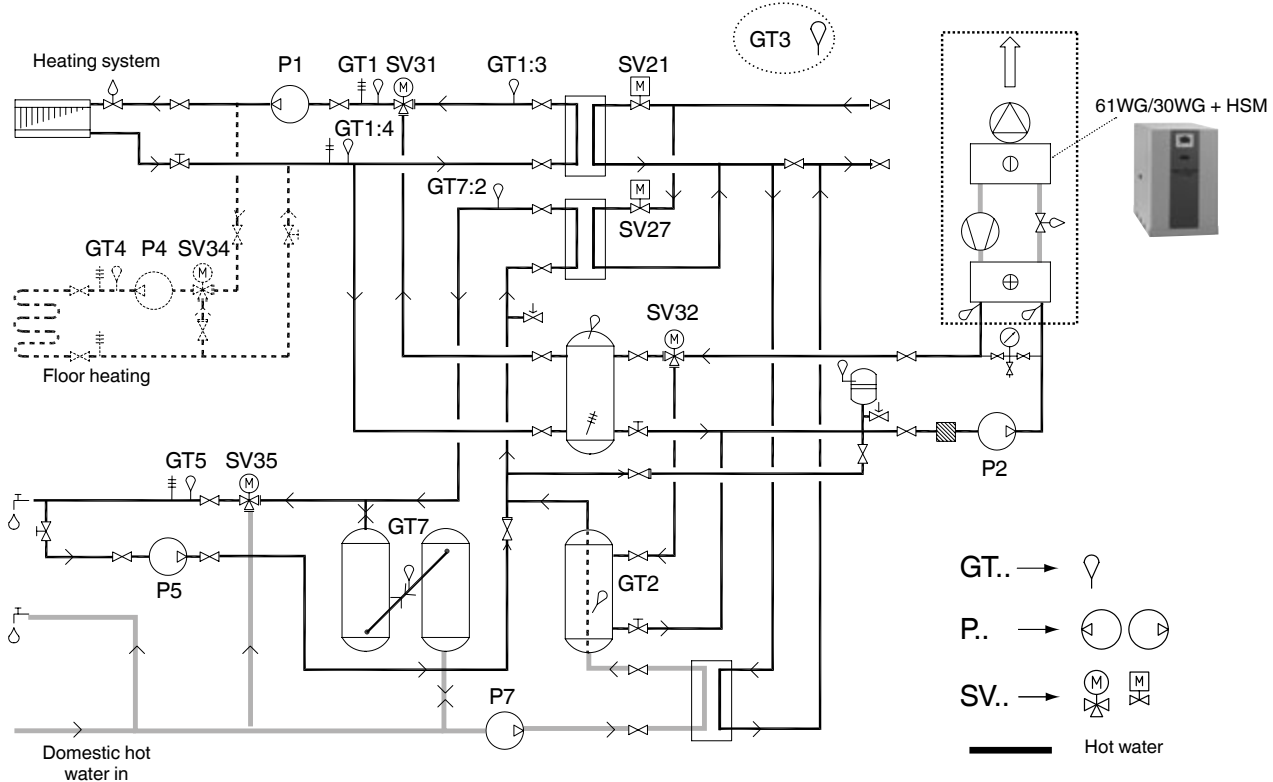 GT3
Heating system
P1
GT1
SV31
M
GT1:3
SV21
M
61WG/30WG + HSM
GT1:4
GT7:2
M
SV27
GT4
P4
SV34
M
SV32
M
Floor heating
GT5
SV35
M
P2
GT7
GT2
P5
GT..
P..
P7
SV..
M
M
Domestic hot
water in
Hot water